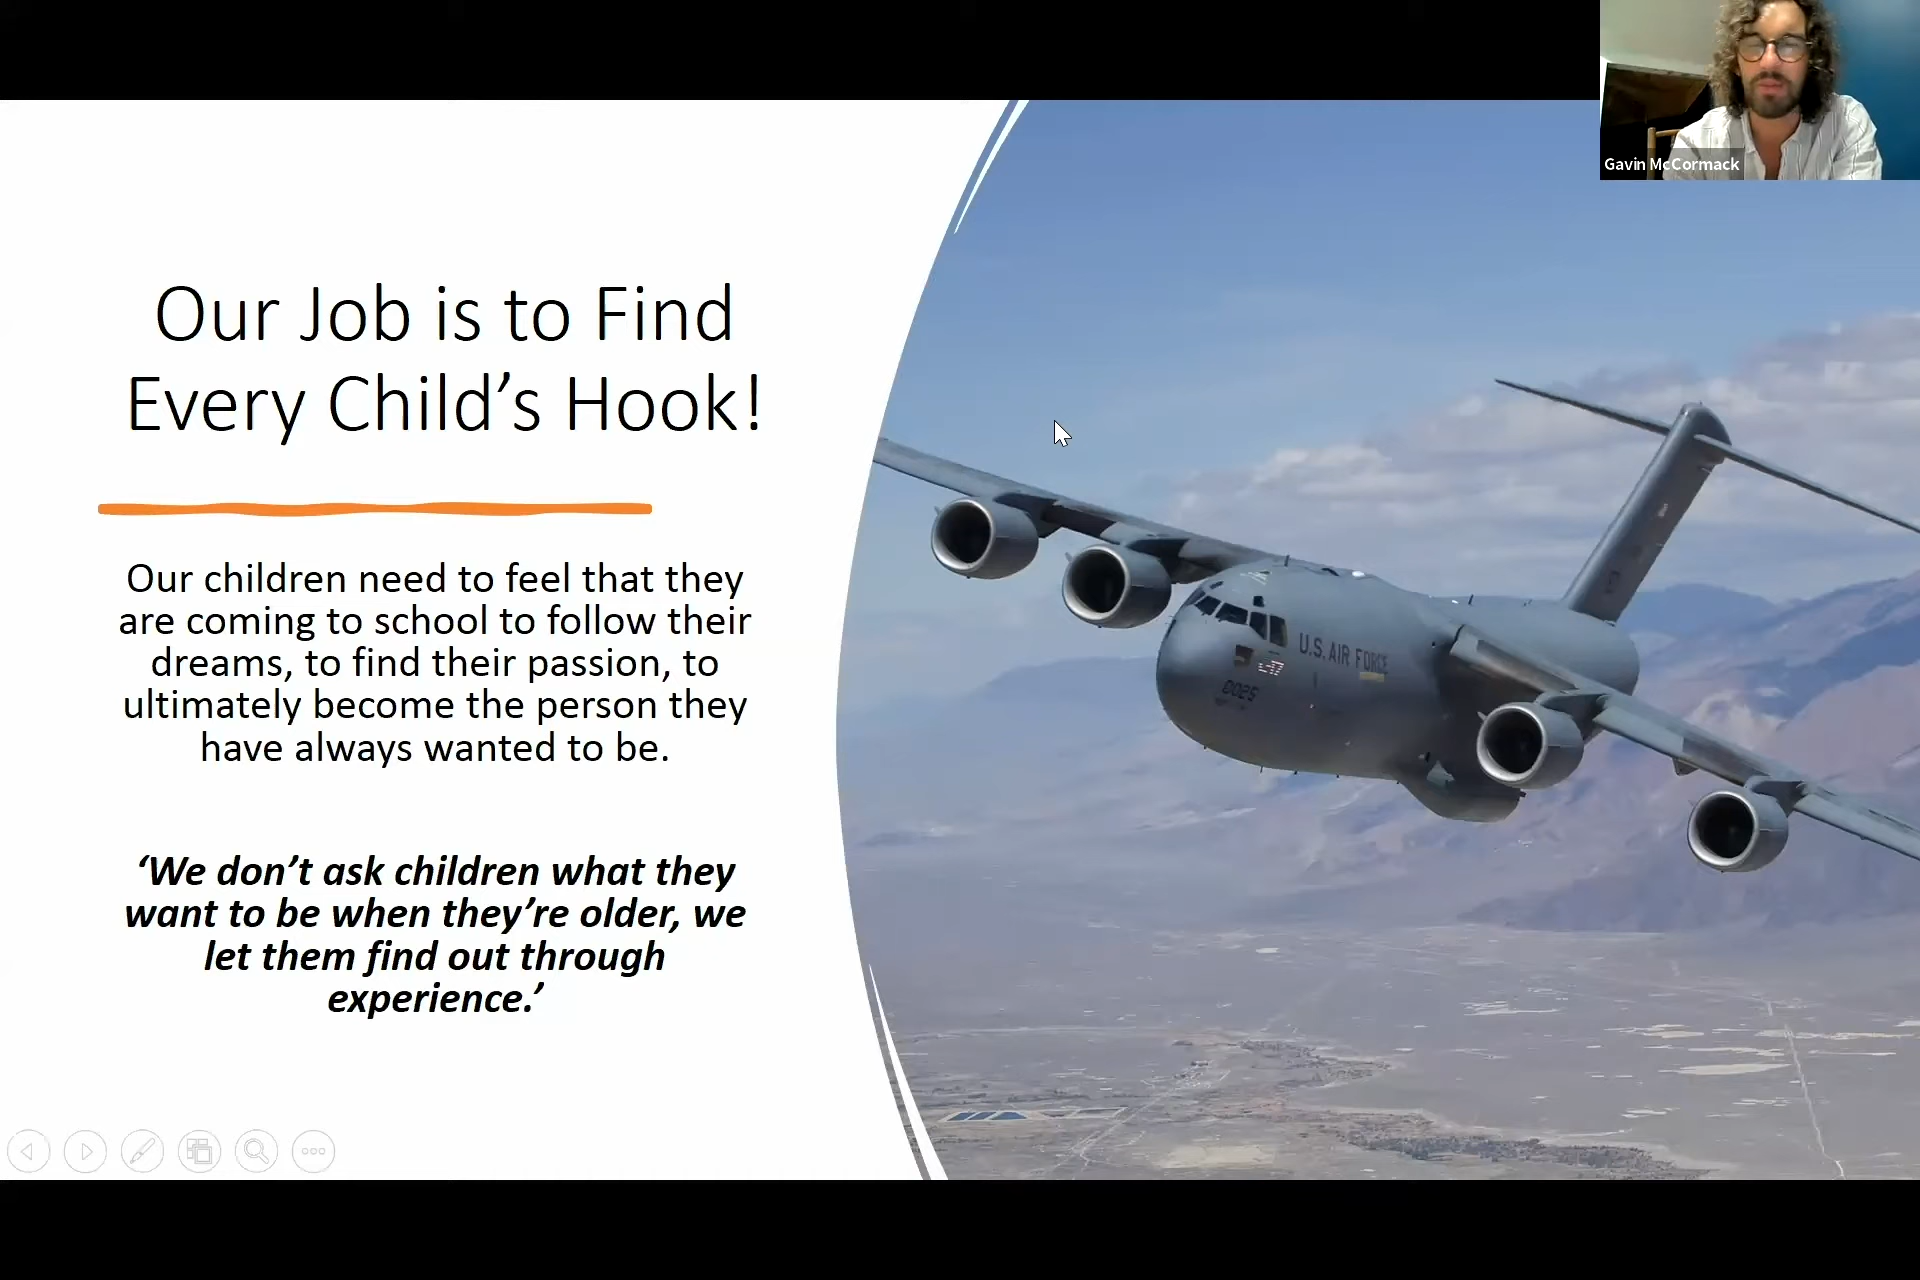 Gavin McCormack
Our Job is to Find
Every Child’s Hook!
Our children need to feel that they
are coming to school to follow their
dreams, to find their passion, to
ultimately become the person they
have always wanted to be.
‘We don’t ask children what they
want to be when they’re older, we
let them find out through
experience.’
U.S. AIR FORCE
0025